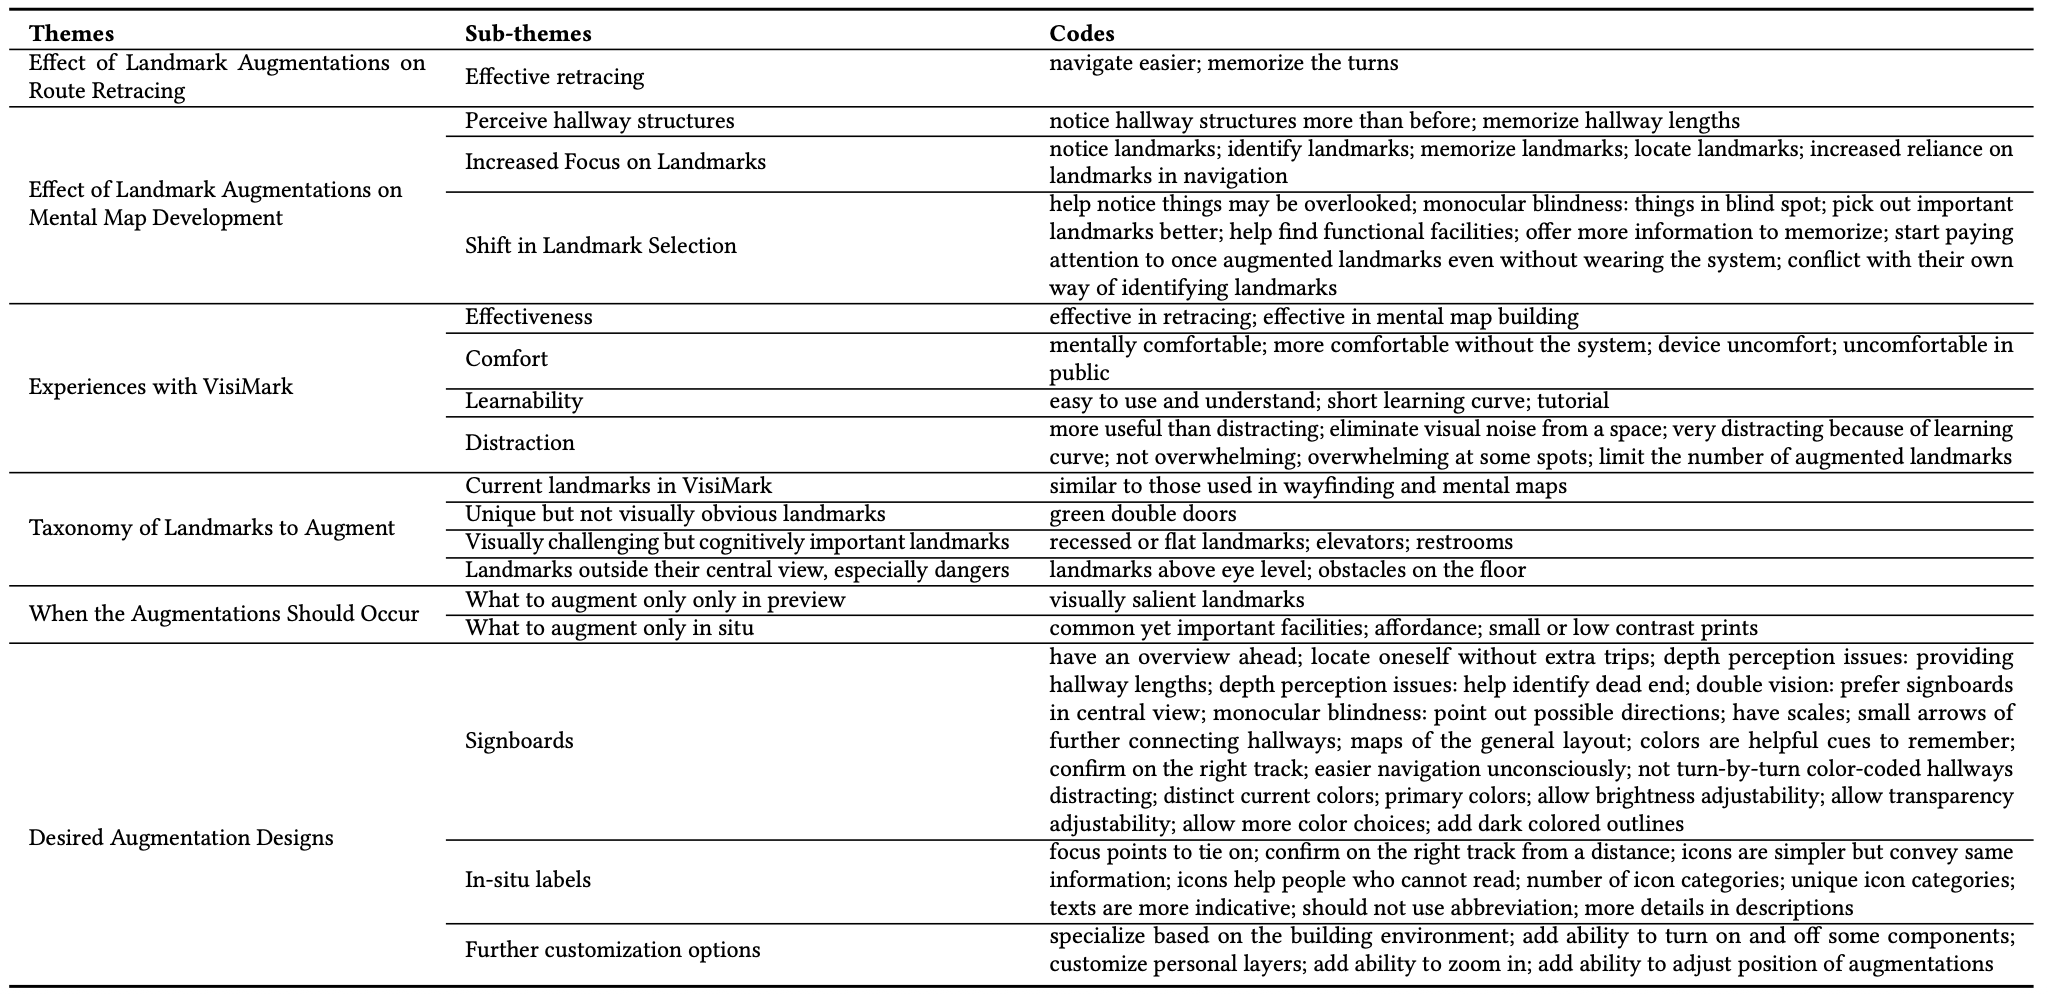 Themes Sub-themes Codes
Effect of Landmark Augmentations on
Route Retracing
Effective retracing
navigate easier; memorize the turns
Effect of Landmark Augmentations on
Mental Map Development
Perceive hallway structures
notice hallway structures more than before; memorize hallway lengths
Increased Focus on Landmarks
notice landmarks; identify landmarks; memorize landmarks; locate landmarks; increased reliance on
landmarks in navigation
Shift in Landmark Selection
help notice things may be overlooked; monocular blindness: things in blind spot; pick out important
landmarks better; help find functional facilities; offer more information to memorize; start paying
attention to once augmented landmarks even without wearing the system; conflict with their own
way of identifying landmarks
Experiences with VisiMark
Effectiveness
effective in retracing; effective in mental map building
Comfort
mentally comfortable; more comfortable without the system; device uncomfort; uncomfortable in
public
Learnability
easy to use and understand; short learning curve; tutorial
Distraction
more useful than distracting; eliminate visual noise from a space; very distracting because of learning
curve; not overwhelming; overwhelming at some spots; limit the number of augmented landmarks
Taxonomy of Landmarks to Augment
Current landmarks in VisiMark
similar to those used in wayfinding and mental maps
Unique but not visually obvious landmarks
green double doors
Visually challenging but cognitively important landmarks
recessed or flat landmarks; elevators; restrooms
Landmarks outside their central view, especially dangers
landmarks above eye level; obstacles on the floor
When the Augmentations Should Occur
What to augment only only in preview
visually salient landmarks
What to augment only in situ
common yet important facilities; affordance; small or low contrast prints
Desired Augmentation Designs
Signboards
have an overview ahead; locate oneself without extra trips; depth perception issues: providing
hallway lengths; depth perception issues: help identify dead end; double vision: prefer signboards
in central view; monocular blindness: point out possible directions; have scales; small arrows of
further connecting hallways; maps of the general layout; colors are helpful cues to remember;
confirm on the right track; easier navigation unconsciously; not turn-by-turn color-coded hallways
distracting; distinct current colors; primary colors; allow brightness adjustability; allow transparency
adjustability; allow more color choices; add dark colored outlines
In-situ labels
focus points to tie on; confirm on the right track from a distance; icons are simpler but convey same
information; icons help people who cannot read; number of icon categories; unique icon categories;
texts are more indicative; should not use abbreviation; more details in descriptions
Further customization options
specialize based on the building environment; add ability to turn on and off some components;
customize personal layers; add ability to zoom in; add ability to adjust position of augmentations